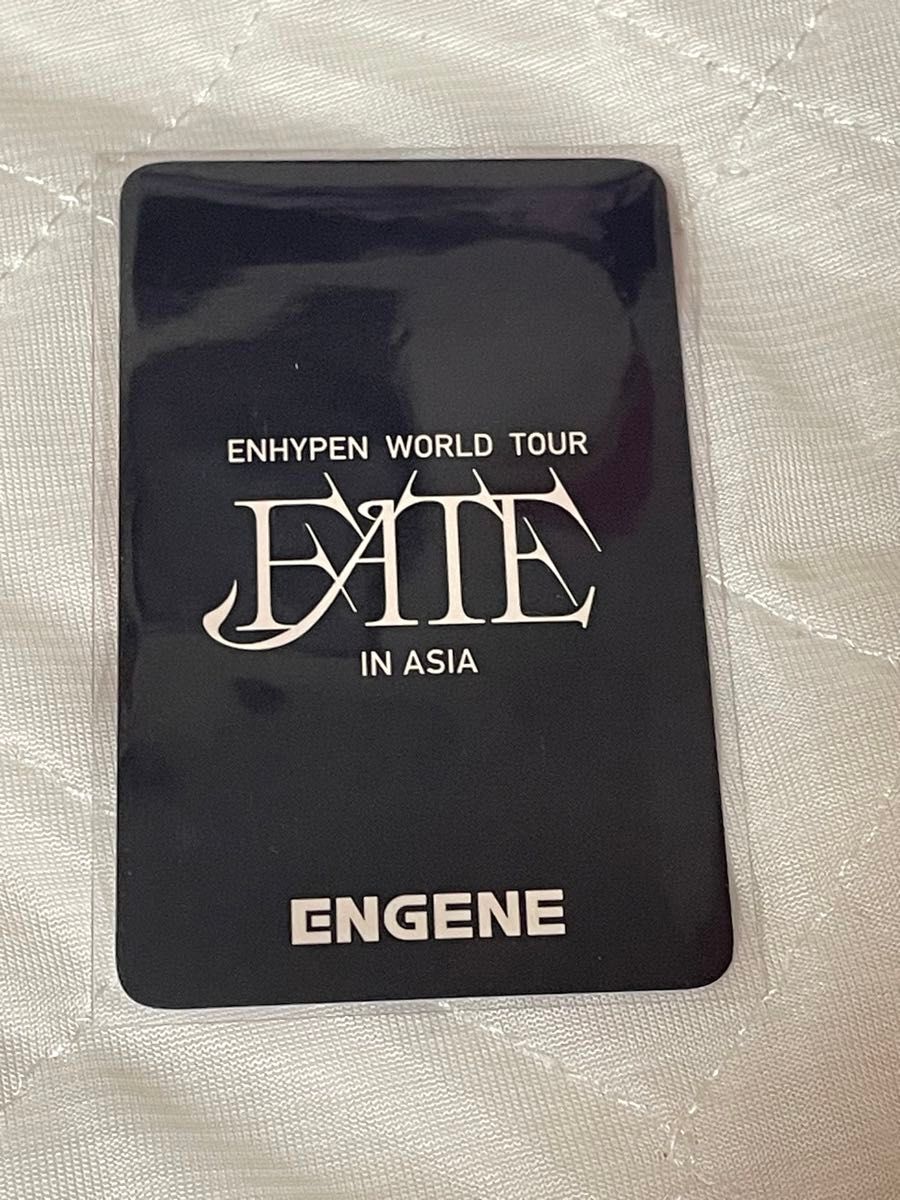 ENHYPEN WORLD TOUR
FATE
IN ASIA
ENGENE